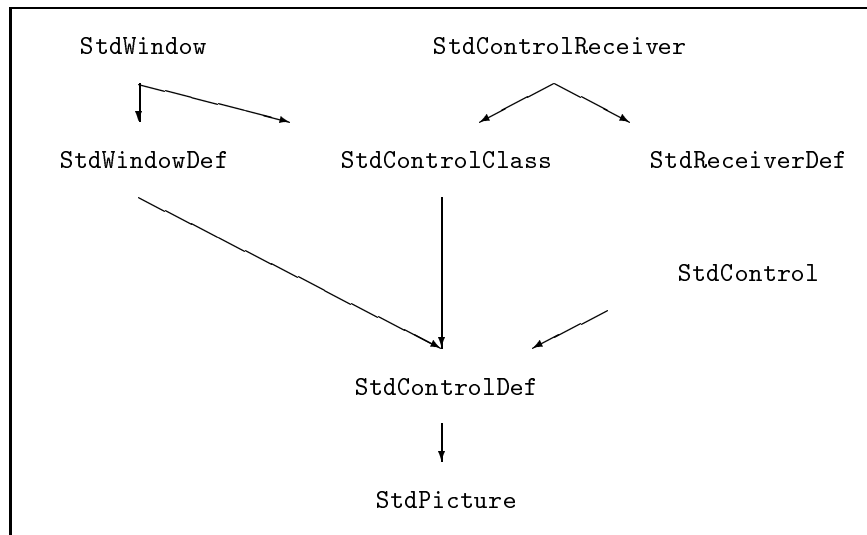 StdWindow
StdControlReceiver
StdWindowDef
StdControlClass
StdReceiverDef
StdControl
StdControlDef
StdPicture